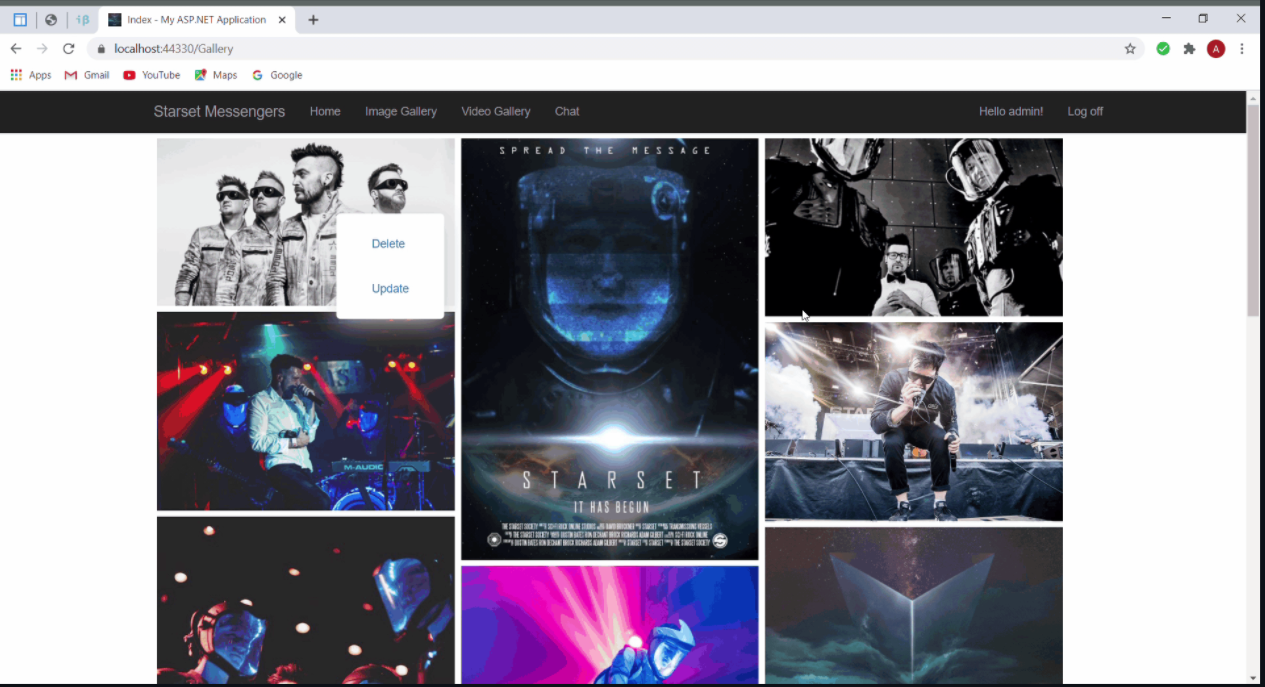 Index - My ASP.NET Application
localhost:44330/Gallery
A
Apps Gmail YouTube Maps Google
Starset Messengers Home Image Gallery Video Gallery Chat Hello admin! Log off
SPREAD THE MESSAGE
Delete
Update
M-AUDIO
STARSET
IT HAS BEGUN